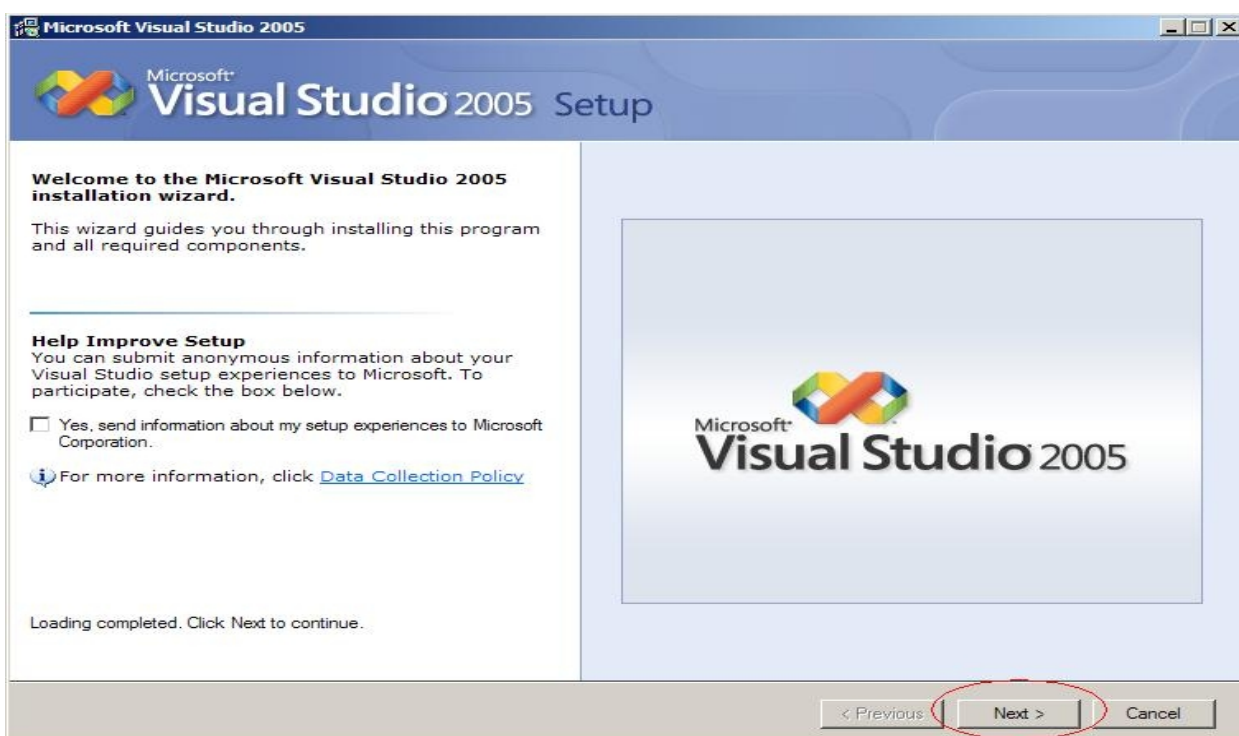 Microsoft Visual Studio 2005
Microsoft
Visual Studio 2005 Setup
Welcome to the Microsoft Visual Studio 2005
installation wizard.
This wizard guides you through installing this program
and all required components.
Help Improve Setup
You can submit anonymous information about your
Visual Studio setup experiences to Microsoft. To
participate, check the box below.
Yes, send information about my setup experiences to Microsoft
Corporation.
For more information, click Data Collection Policy
Loading completed. Click Next to continue.
Microsoft
Visual Studio 2005
< Previous
Next >
Cancel